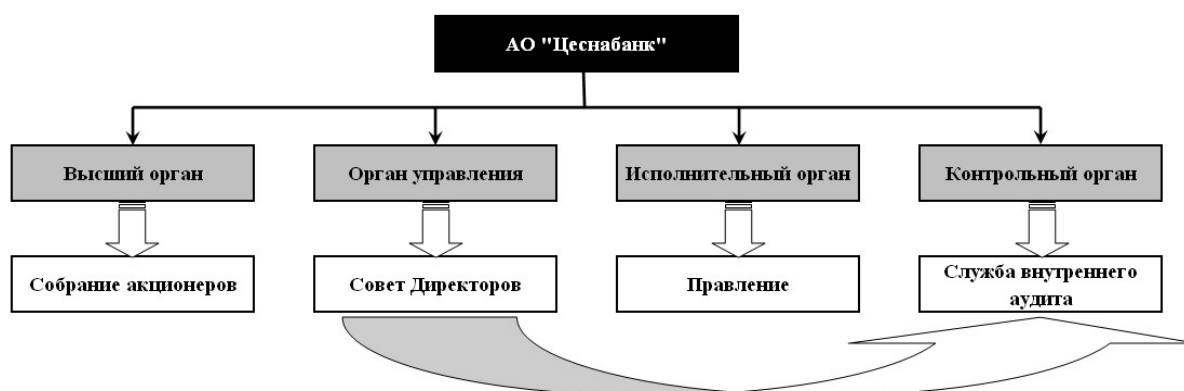 АО "Цеснабанк"
Высший орган
Орган управления
Исполнительный орган
Контрольный орган
Собрание акционеров
Совет Директоров
Правление
Служба внутреннего
аудита